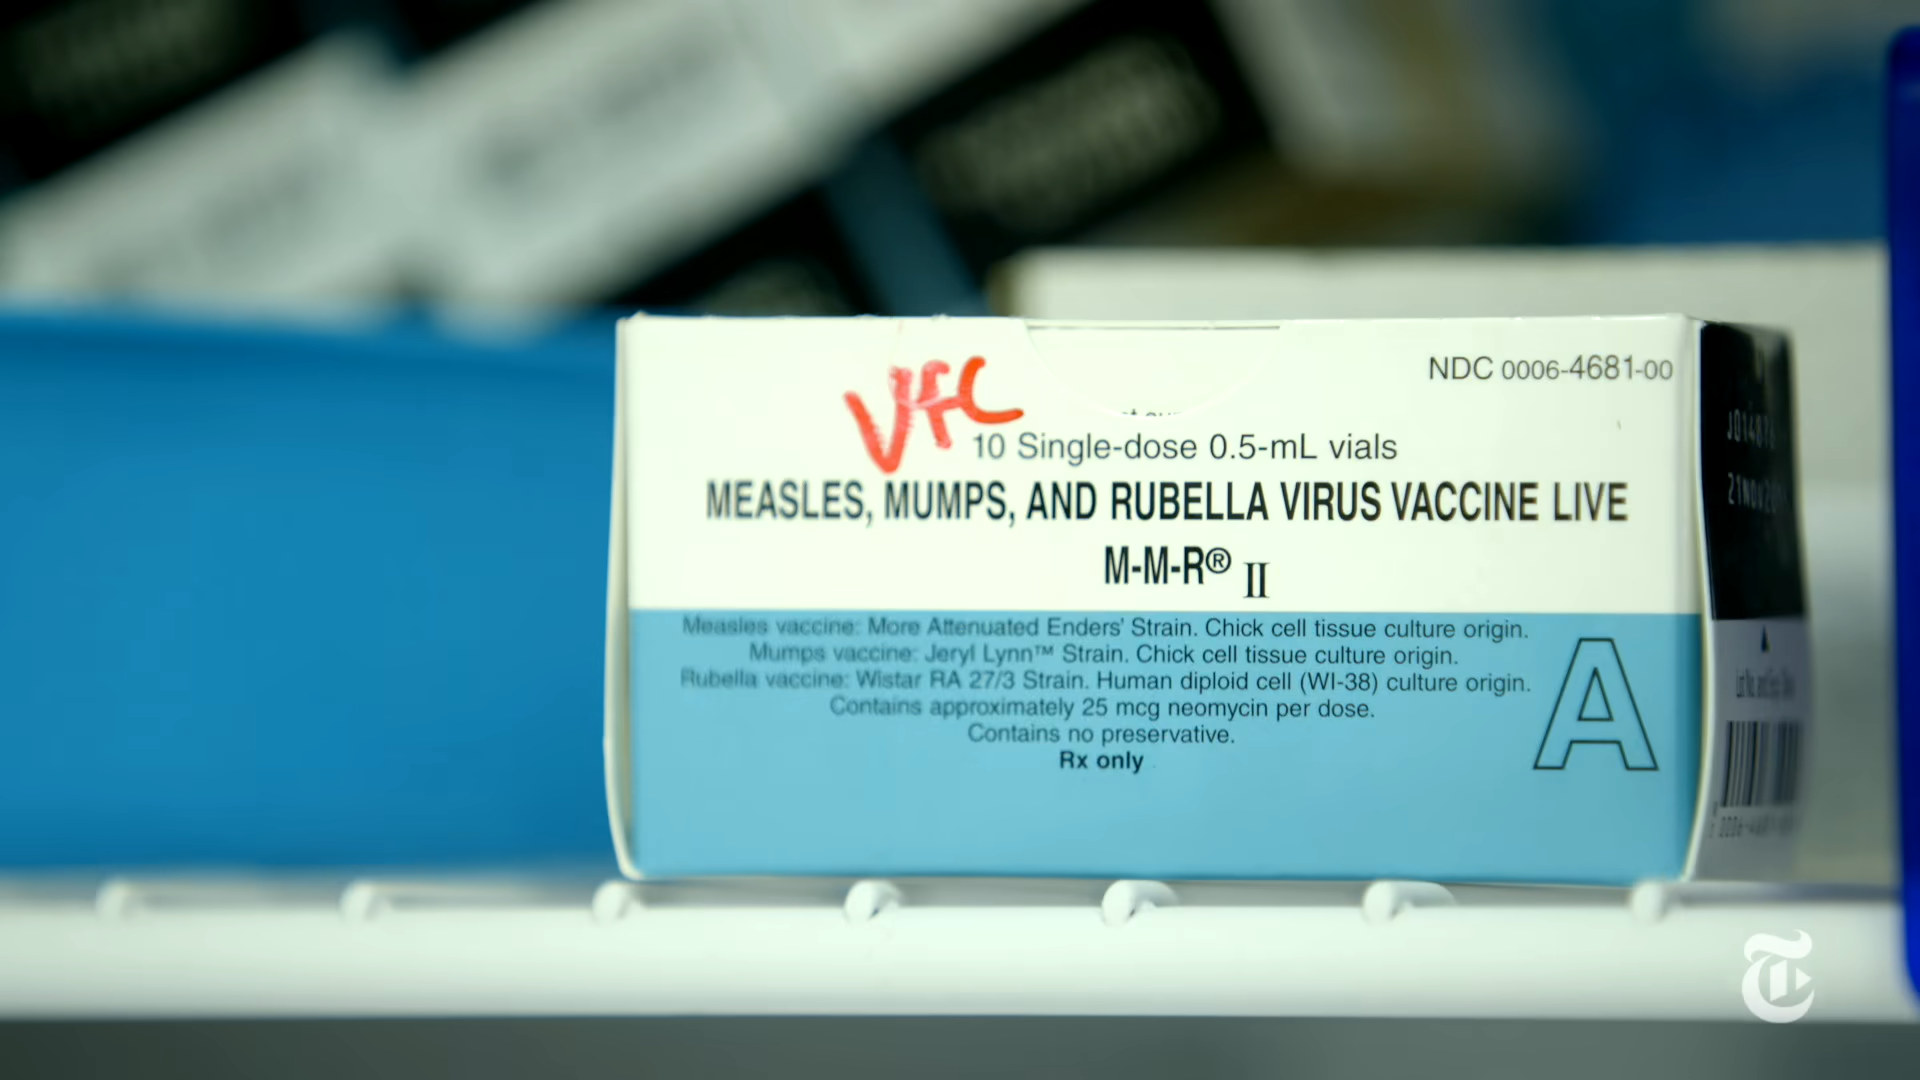 VFC
NDC 0006-4681-00
10 Single-dose 0.5-mL vials
MEASLES, MUMPS, AND RUBELLA VIRUS VACCINE LIVE
M-M-R® II
Measles vaccine: More Attenuated Enders' Strain. Chick cell tissue culture origin.
Mumps vaccine: Jeryl Lynn™ Strain. Chick cell tissue culture origin.
Rubella vaccine: Wistar RA 27/3 Strain. Human diploid cell (WI-38) culture origin.
Contains approximately 25 mcg neomycin per dose.
Contains no preservative.
Rx only
A
T